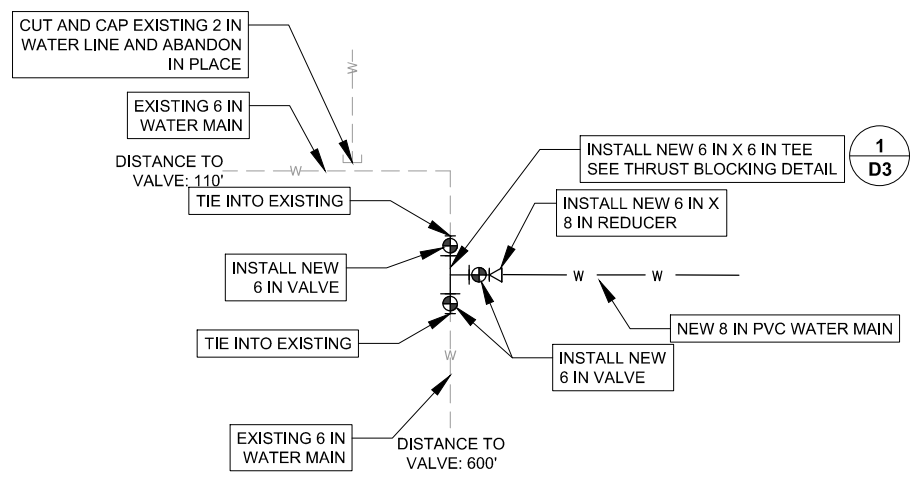 CUT AND CAP EXISTING 2 IN
WATER LINE AND ABANDON
IN PLACE
W
EXISTING 6 IN
WATER MAIN
DISTANCE TO
VALVE: 110'
W
INSTALL NEW 6 IN X 6 IN TEE
SEE THRUST BLOCKING DETAIL
1
D3
TIE INTO EXISTING
INSTALL NEW 6 IN X
8 IN REDUCER
INSTALL NEW
6 IN VALVE
W
W
NEW 8 IN PVC WATER MAIN
TIE INTO EXISTING
W
INSTALL NEW
6 IN VALVE
EXISTING 6 IN
WATER MAIN
DISTANCE TO
VALVE: 600'